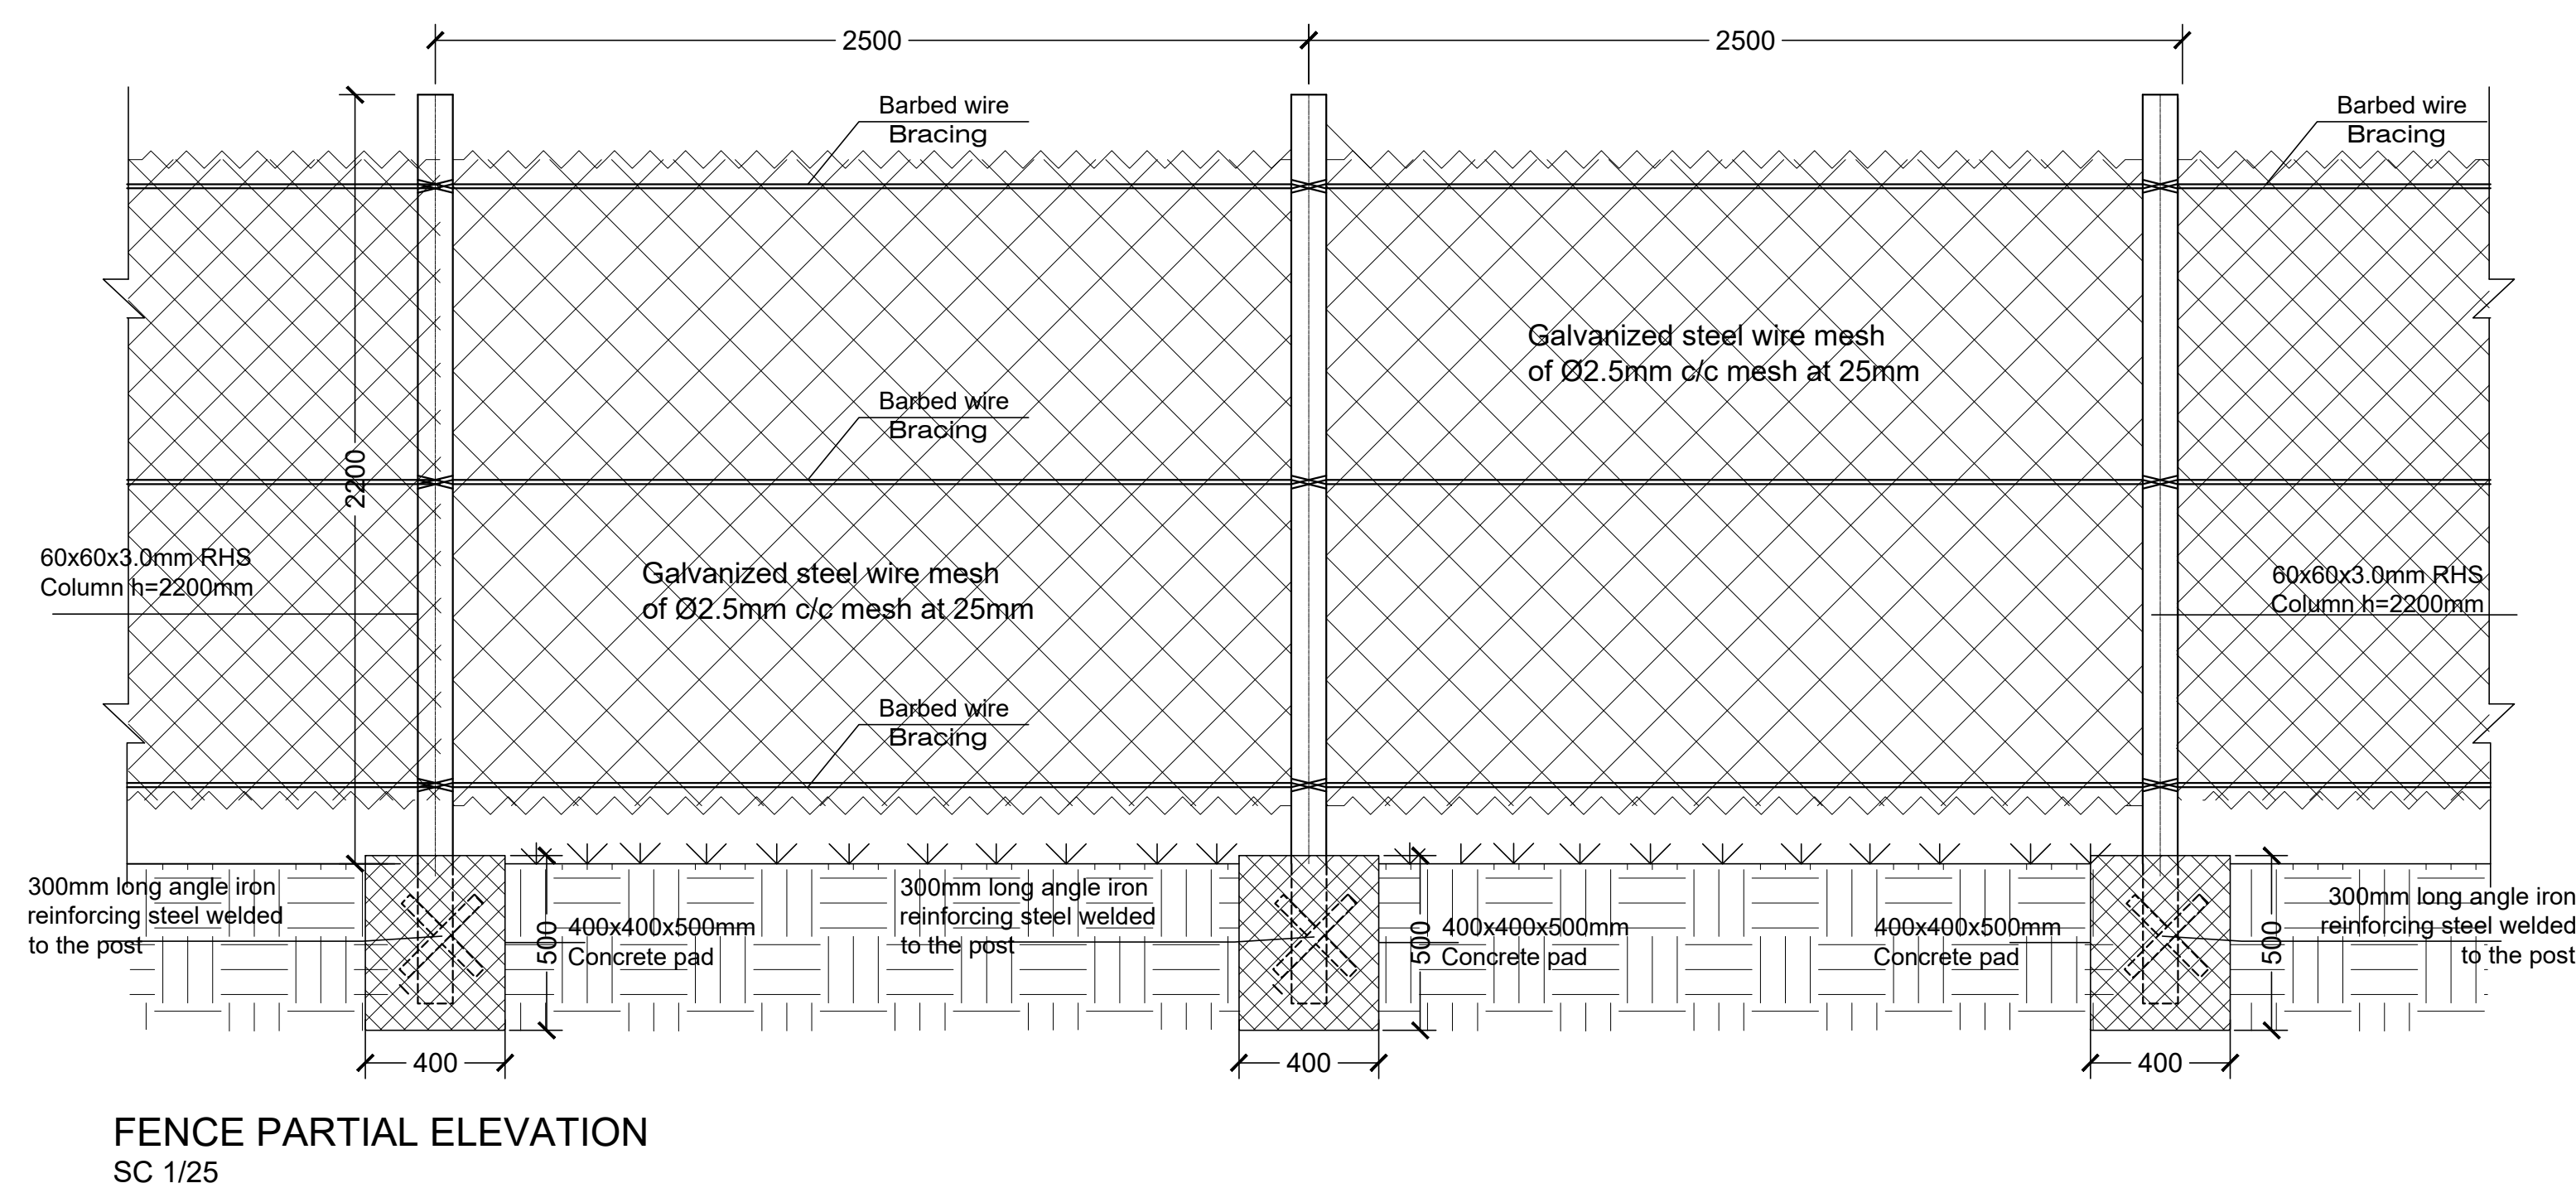 2500
2500
Barbed wire
Bracing
Barbed wire
Bracing
Galvanized steel wire mesh
of Ø2.5mm c/c mesh at 25mm
Barbed wire
Bracing
2200
60x60x3.0mm RHS
Column h=2200mm
Galvanized steel wire mesh
of Ø2.5mm c/c mesh at 25mm
60x60x3.0mm RHS
Column h=2200mm
Barbed wire
Bracing
300mm long angle iron
reinforcing steel welded
to the post
500
400x400x500mm
Concrete pad
300mm long angle iron
reinforcing steel welded
to the post
500
400x400x500mm
Concrete pad
400x400x500mm
Concrete pad
500
300mm long angle iron
reinforcing steel welded
to the post
400
400
400
FENCE PARTIAL ELEVATION
SC 1/25